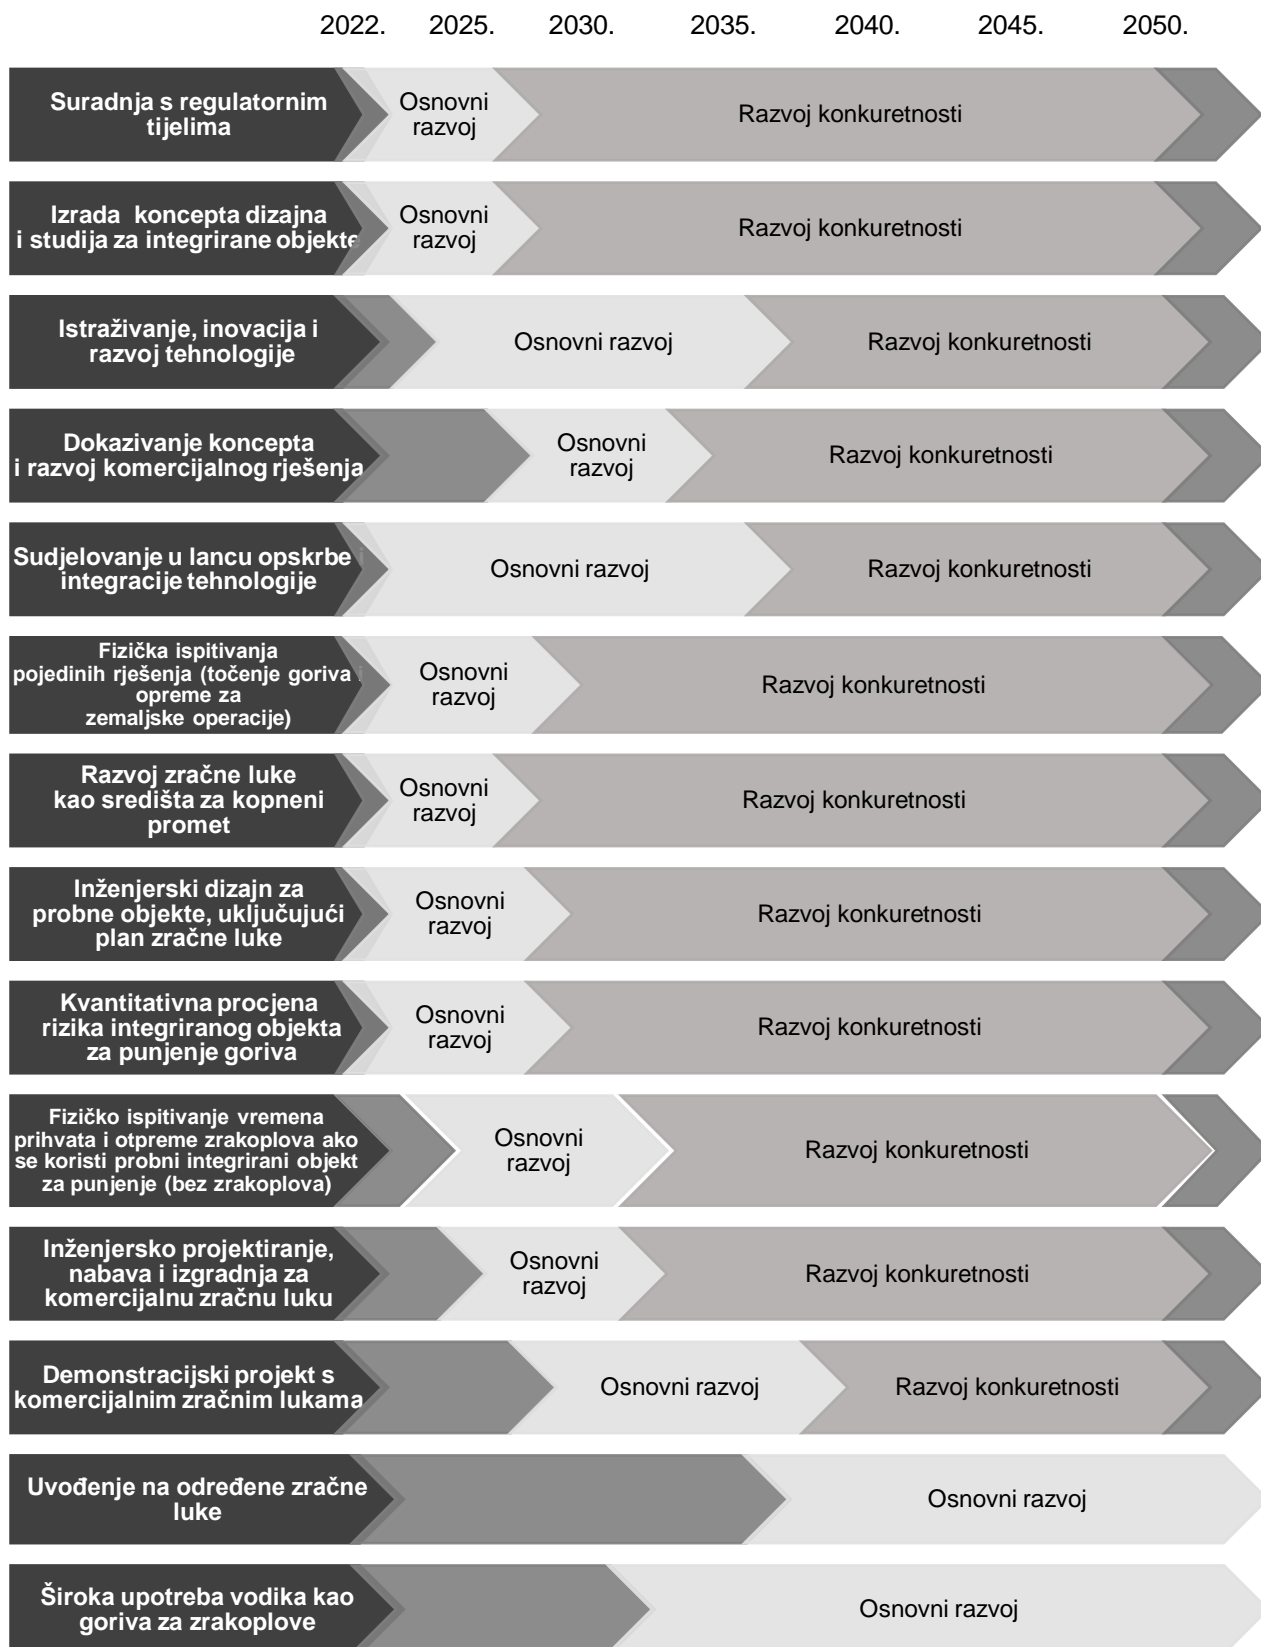 2022. 2025. 2030. 2035. 2040. 2045. 2050.
Suradnja s regulatornim
tijelima
Osnovni
razvoj
Razvoj konkuretnosti
Izrada koncepta dizajna
i studija za integrirane objekte
Osnovni
razvoj
Razvoj konkuretnosti
Istraživanje, inovacija i
razvoj tehnologije
Osnovni razvoj
Razvoj konkuretnosti
Dokazivanje koncepta
i razvoj komercijalnog rješenja
Osnovni
razvoj
Razvoj konkuretnosti
Sudjelovanje u lancu opskrbe i
integracije tehnologije
Osnovni razvoj
Razvoj konkuretnosti
Fizička ispitivanja
pojedinih rješenja (točenje goriva i
opreme za
zemaljske operacije)
Osnovni
razvoj
Razvoj konkuretnosti
Razvoj zračne luke
kao središta za kopneni
promet
Osnovni
razvoj
Razvoj konkuretnosti
Inženjerski dizajn za
probne objekte, uključujući
plan zračne luke
Osnovni
razvoj
Razvoj konkuretnosti
Kvantitativna procjena
rizika integriranog objekta
za punjenje goriva
Osnovni
razvoj
Razvoj konkuretnosti
Fizičko ispitivanje vremena
prihvata i otpreme zrakoplova ako
se koristi probni integrirani objekt
za punjenje (bez zrakoplova)
Osnovni
razvoj
Razvoj konkuretnosti
Inženjersko projektiranje,
nabava i izgradnja za
komercijalnu zračnu luku
Osnovni
razvoj
Razvoj konkuretnosti
Demonstracijski projekt s
komercijalnim zračnim lukama
Osnovni razvoj
Razvoj konkuretnosti
Uvođenje na određene zračne
luke
Osnovni razvoj
Široka upotreba vodika kao
goriva za zrakoplove
Osnovni razvoj